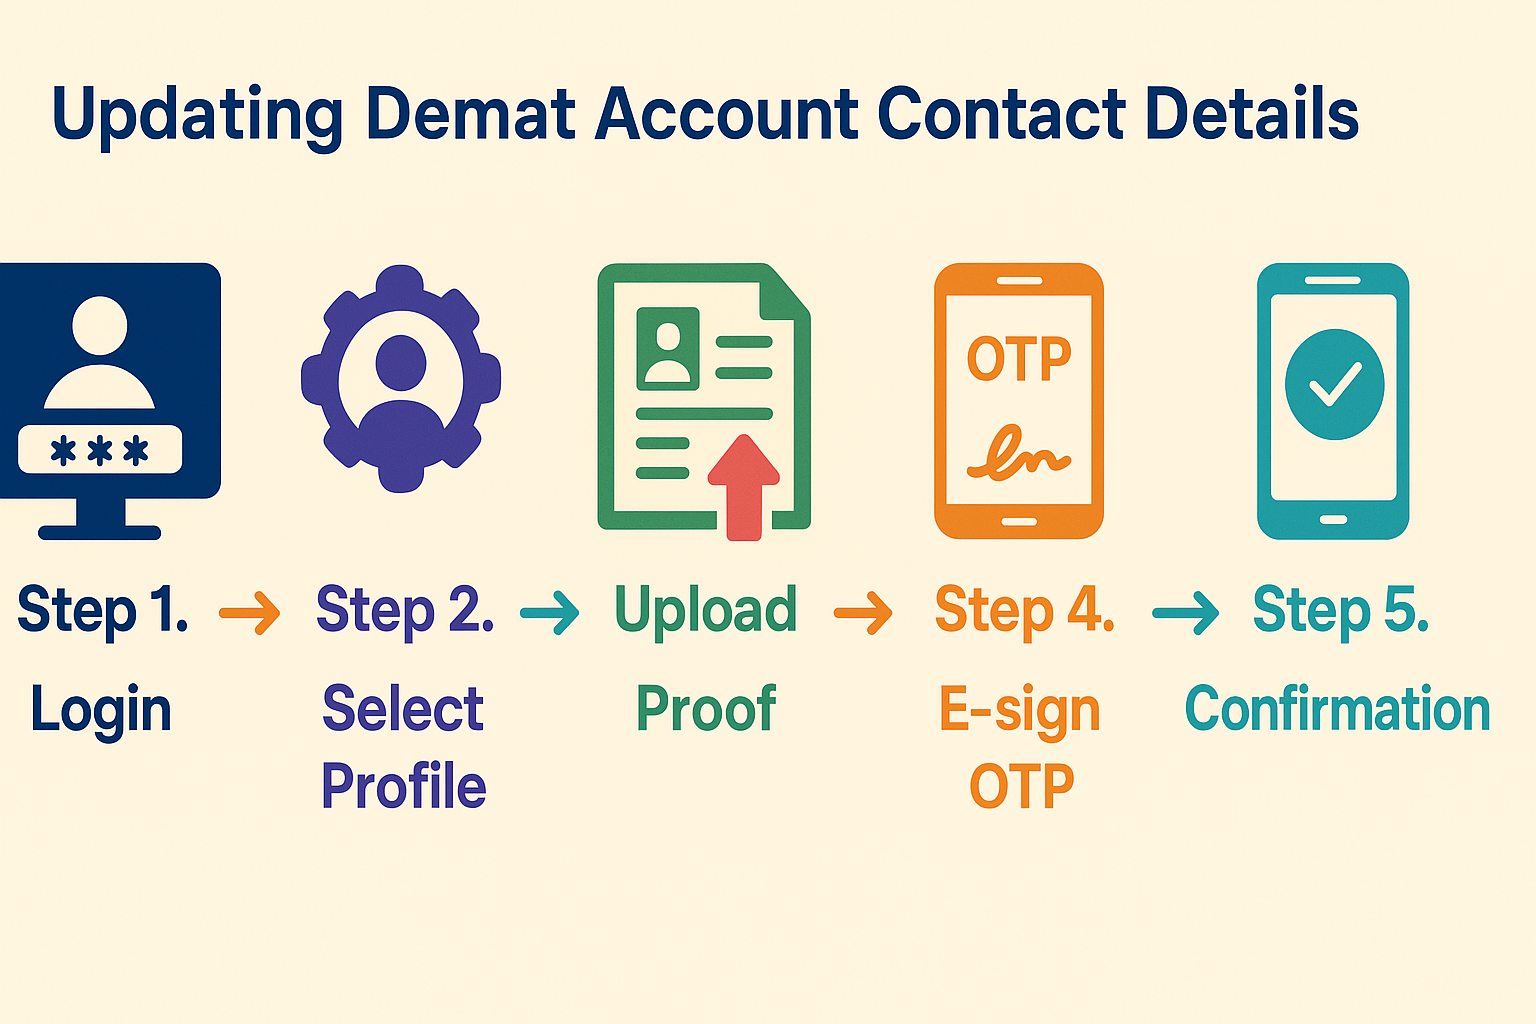 Updating Demat Account Contact Details
***
OTP
Step 1. → Step 2. → Upload → Step 4. → Step 5.
Login
Select
Profile
Proof
E-sign
OTP
Confirmation